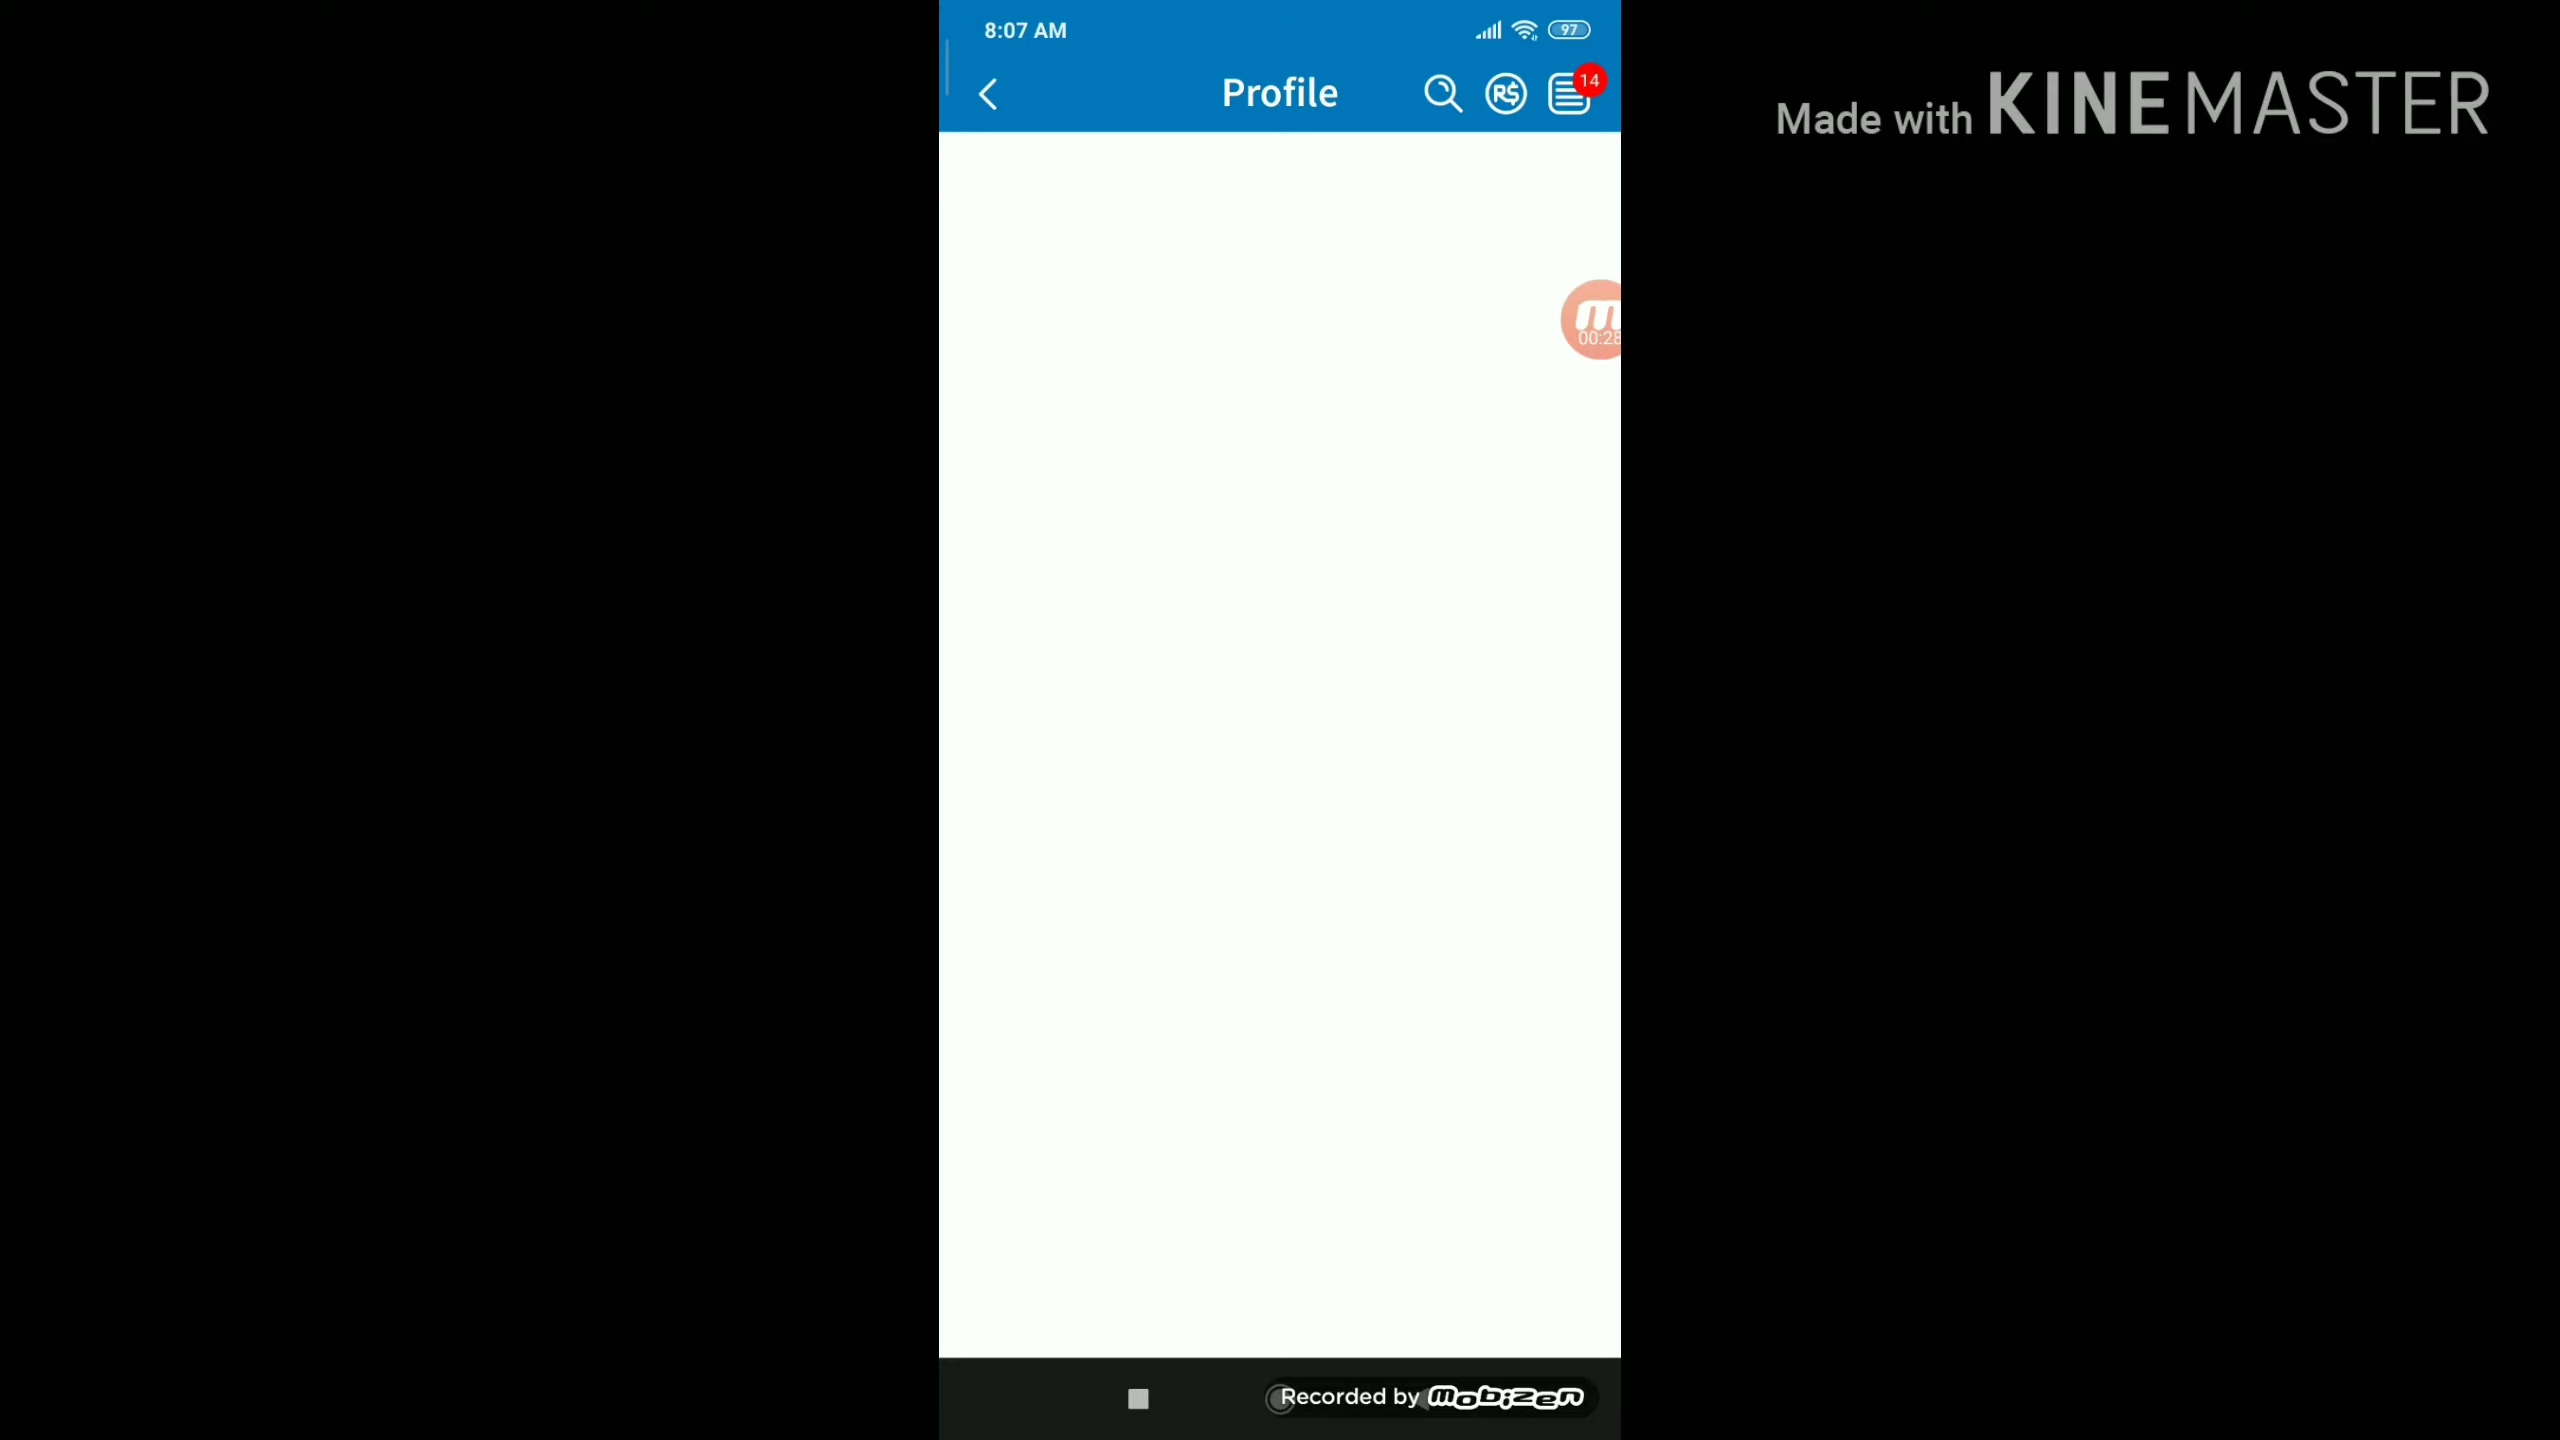 8:07 AM
97
Profile
R$
14
Made with KINEMASTER
00:28
Recorded by mobizen